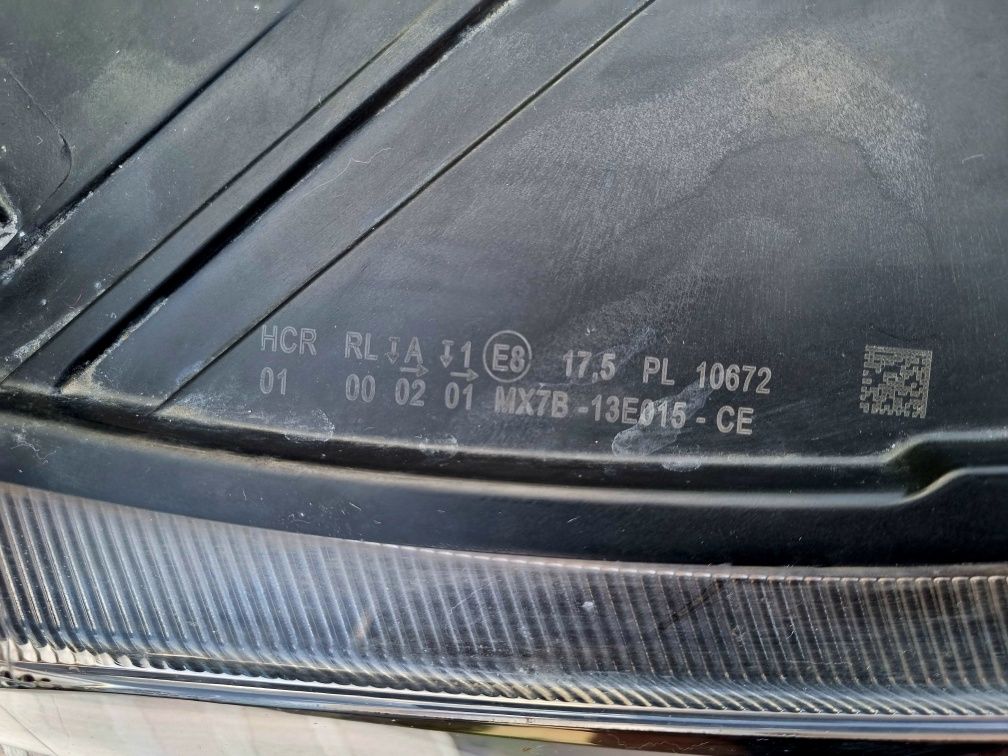 HCR RL A 1 E8 17,5 PL 10672
01 00 02 01 MX7B-13E015-CE